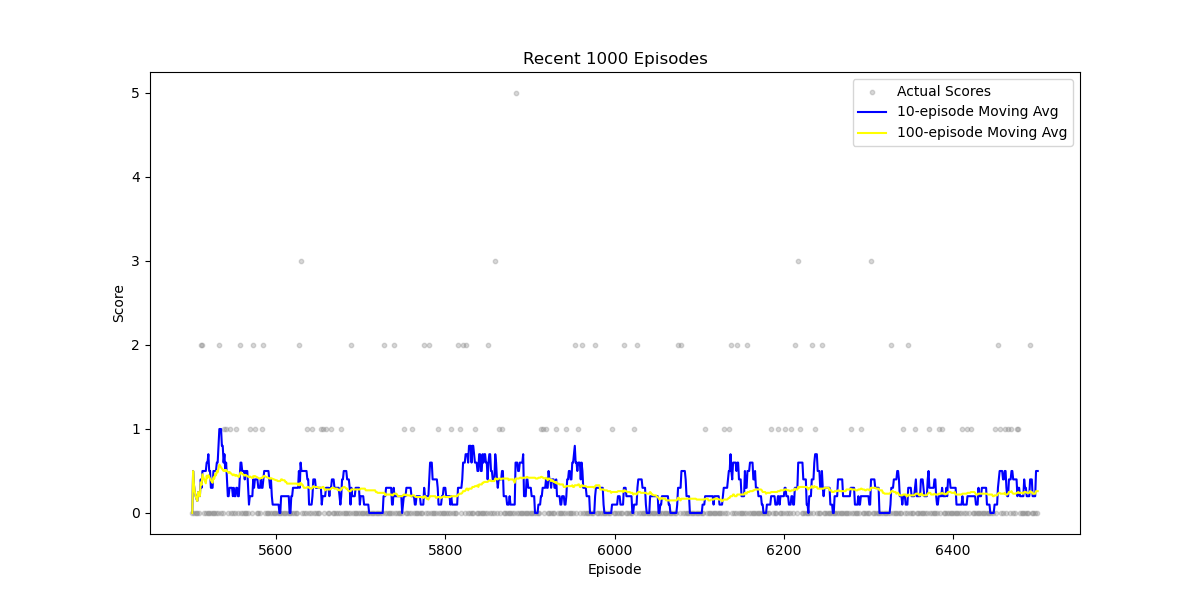 Recent 1000 Episodes
Actual Scores
10-episode Moving Avg
100-episode Moving Avg
Score
5
4
3
2
1
0
5600 5800 6000 6200 6400
Episode